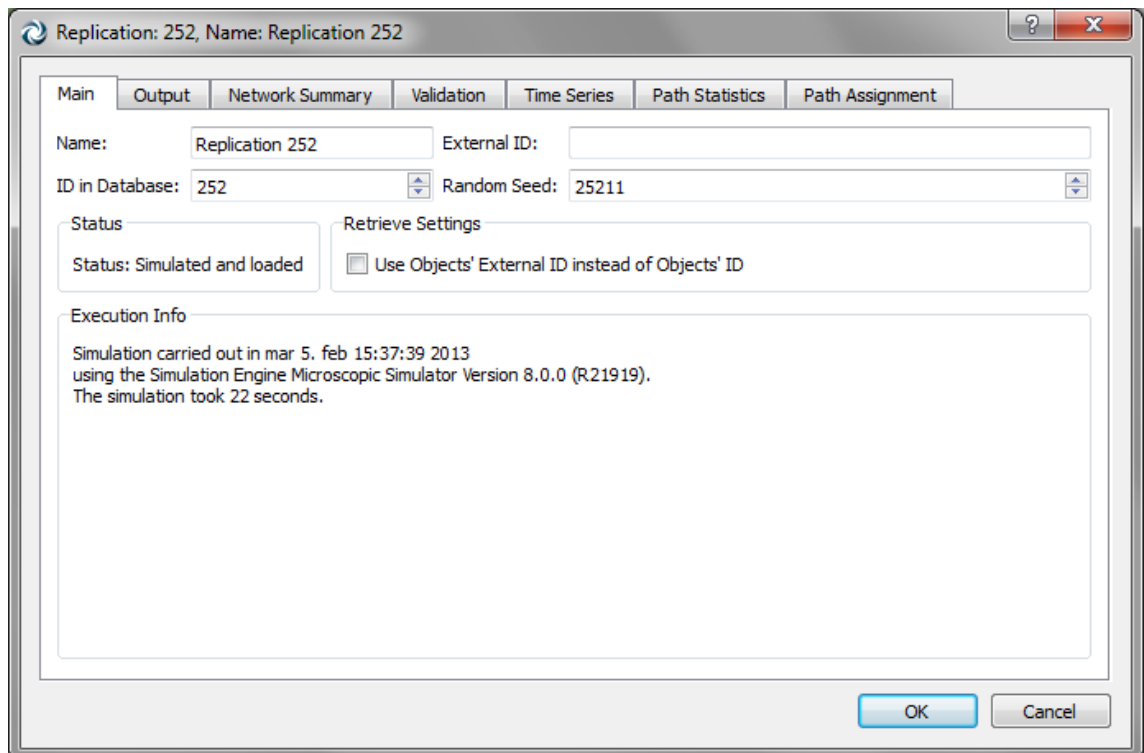 Replication: 252, Name: Replication 252
?
Main Output Network Summary Validation Time Series Path Statistics Path Assignment
Name: Replication 252 External ID:
ID in Database: 252 Random Seed: 25211
Status Retrieve Settings
Status: Simulated and loaded Use Objects' External ID instead of Objects' ID
Execution Info
Simulation carried out in mar 5. feb 15:37:39 2013
using the Simulation Engine Microscopic Simulator Version 8.0.0 (R21919).
The simulation took 22 seconds.
OK Cancel